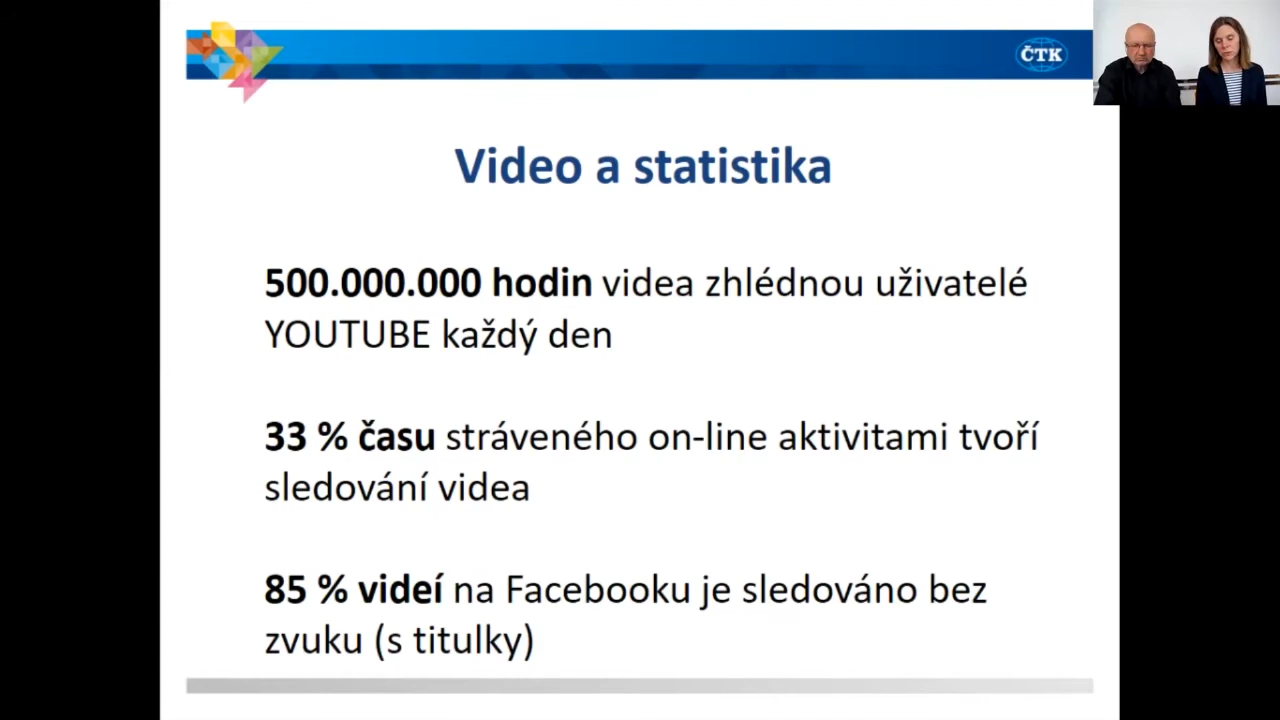 ČTK
Video a statistika
500.000.000 hodin videa zhlédnou uživatelé
YOUTUBE každý den
33 % času stráveného on-line aktivitami tvoří
sledování videa
85 % videí na Facebooku je sledováno bez
zvuku (s titulky)